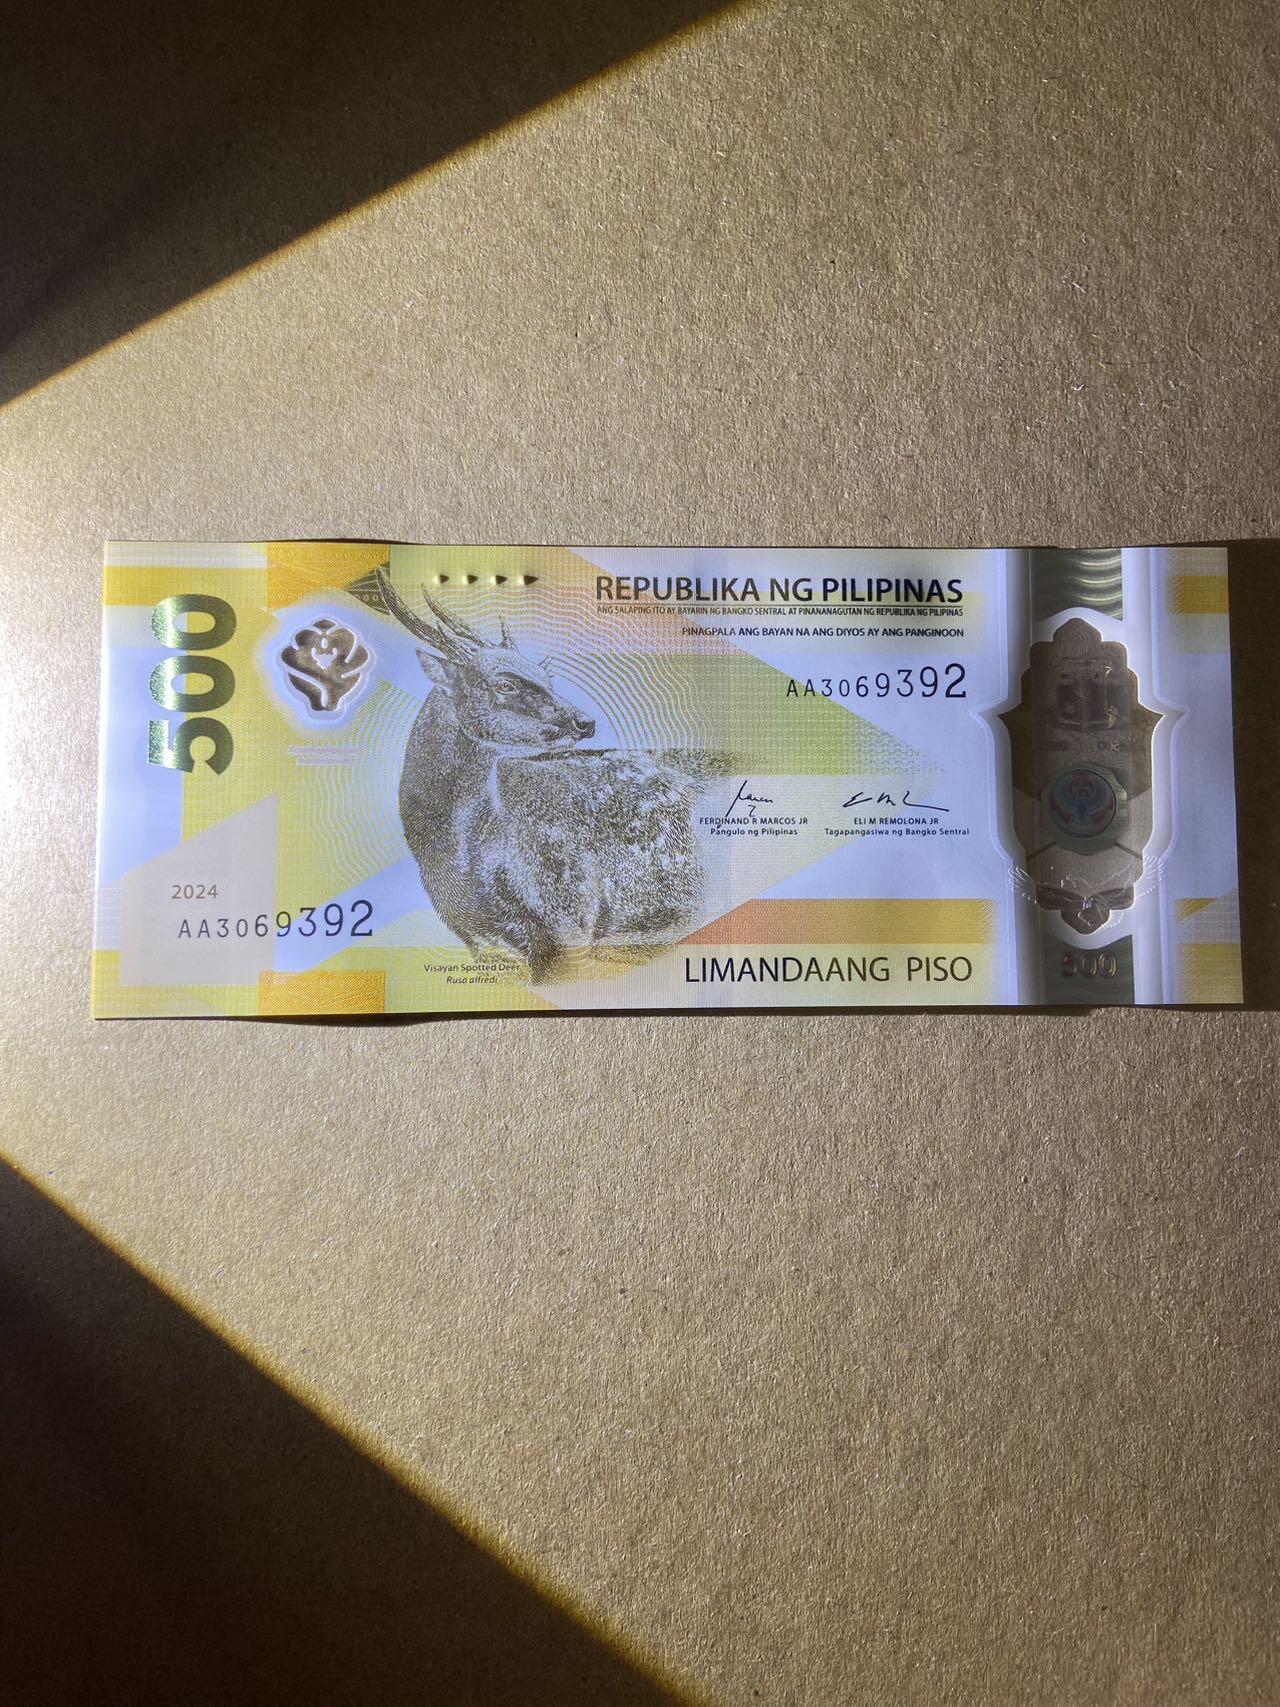 500
REPUBLIKA NG PILIPINAS
ANG SALAPING ITO AY BAYARIN NG BANGKO SENTRAL AT PINANANAGUTAN NG REPUBLIKA NG PILIPINAS
PINAGPALA ANG BAYAN NA ANG DIYOS AY ANG PANGINOON
AA3069392
Acanthephippium
mantinianum
FERDINAND R MARCOS JR
Pangulo ng Pilipinas
ELI M REMOLONA JR
Tagapangasiwa ng Bangko Sentral
2024
AA3069392
Visayan Spotted Deer
Rusa alfredi
LIMANDAANG PISO
500